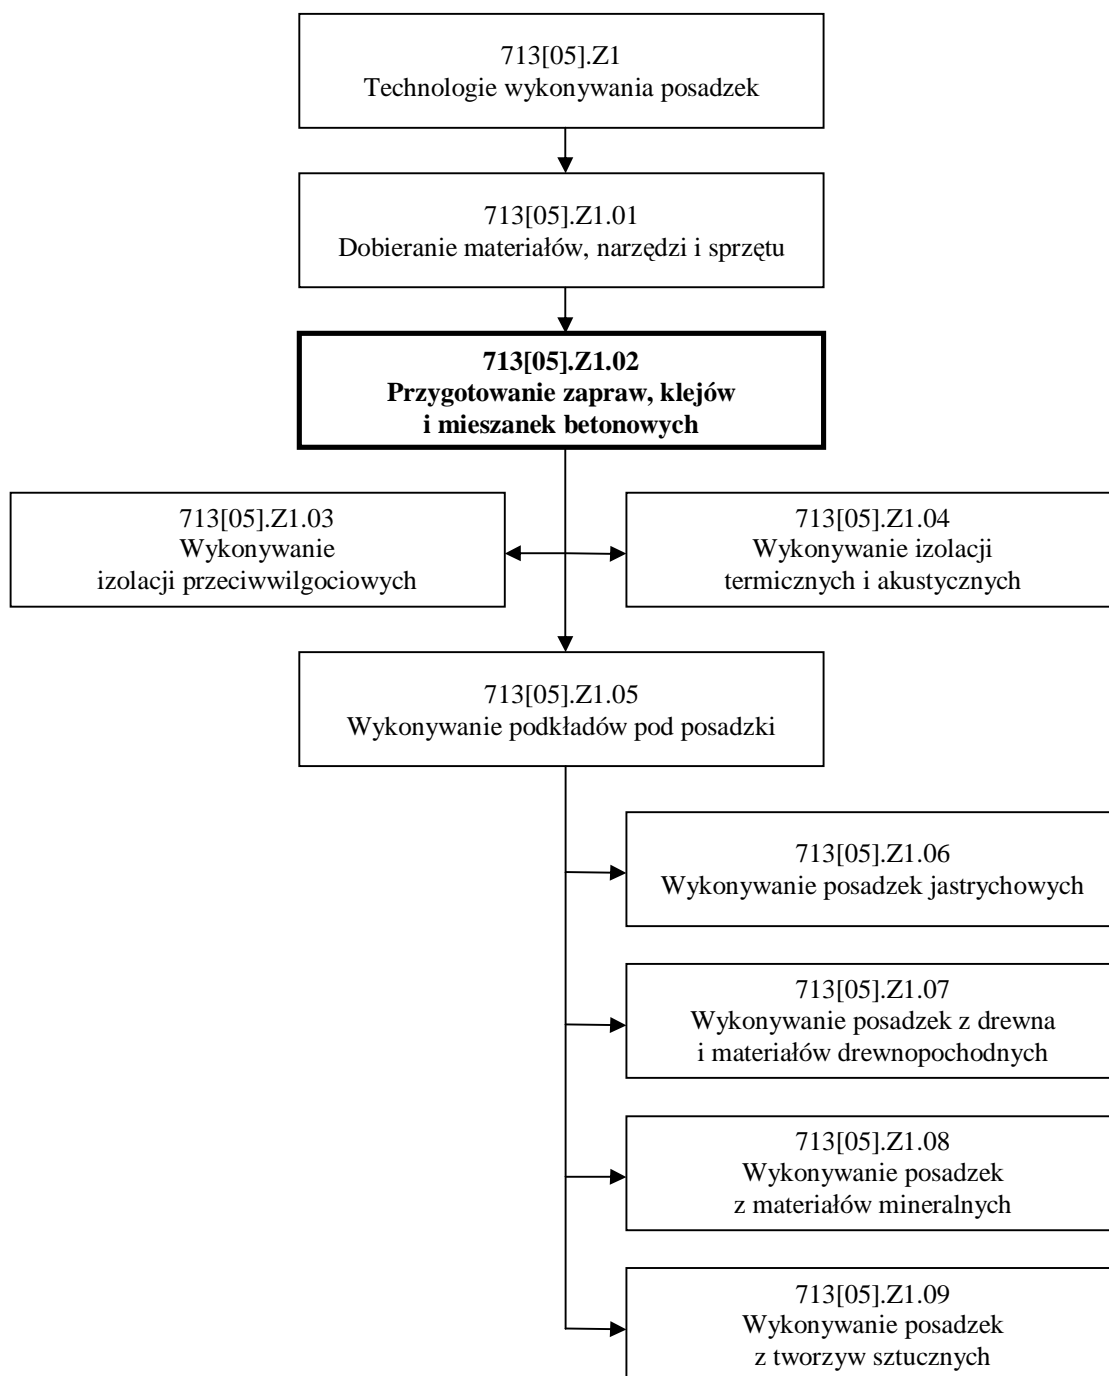 713[05].Z1
Technologie wykonywania posadzek
713[05].Z1.01
Dobieranie materiałów, narzędzi i sprzętu
713[05].Z1.02
Przygotowanie zapraw, klejów
i mieszanek betonowych
713[05].Z1.03
Wykonywanie
izolacji przeciwwilgociowych
713[05].Z1.04
Wykonywanie izolacji
termicznych i akustycznych
713[05].Z1.05
Wykonywanie podkładów pod posadzki
713[05].Z1.06
Wykonywanie posadzek jastrychowych
713[05].Z1.07
Wykonywanie posadzek z drewna
i materiałów drewnopochodnych
713[05].Z1.08
Wykonywanie posadzek
z materiałów mineralnych
713[05].Z1.09
Wykonywanie posadzek
z tworzyw sztucznych